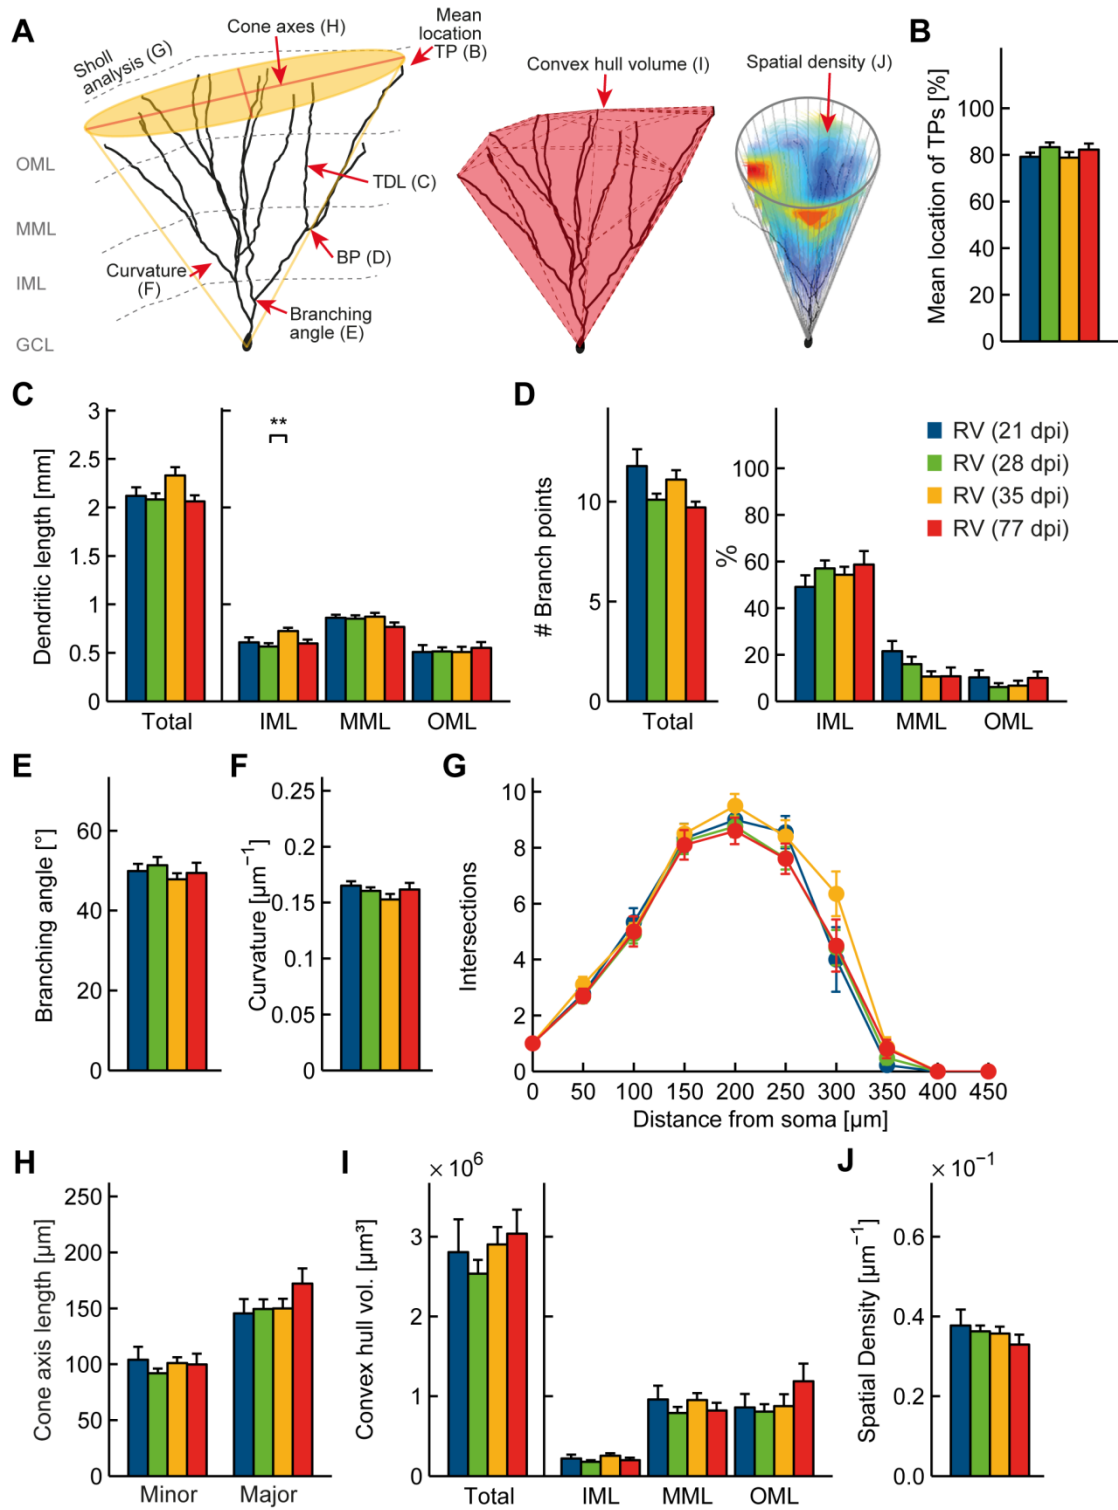 A
Sholl
analysis (G)
Cone axes (H)
Mean
location
TP (B)
OML
MML
IML
GCL
TDL (C)
BP (D)
Curvature
(F)
Branching
angle (E)
Convex hull volume (I)
Spatial density (J)
B
Mean location of TPs [%]
100
80
60
40
20
0
C
Dendritic length [mm]
3
2.5
2
1.5
1
0.5
0
**
Total
IML
MML
OML
D
# Branch points
10
5
0
Total
%
100
80
60
40
20
0
IML
MML
OML
RV (21 dpi)
RV (28 dpi)
RV (35 dpi)
RV (77 dpi)
E
Branching angle [°]
60
40
20
0
F
Curvature [µm⁻¹]
0.25
0.2
0.15
0.1
0.05
0
G
Intersections
10
8
6
4
2
0
0 50 100 150 200 250 300 350 400 450
Distance from soma [µm]
H
Cone axis length [µm]
250
200
150
100
50
0
Minor
Major
I
× 10⁶
Convex hull vol. [µm³]
3
2
1
0
Total
IML
MML
OML
J
× 10⁻¹
Spatial Density [µm⁻¹]
0.6
0.4
0.2
0.0